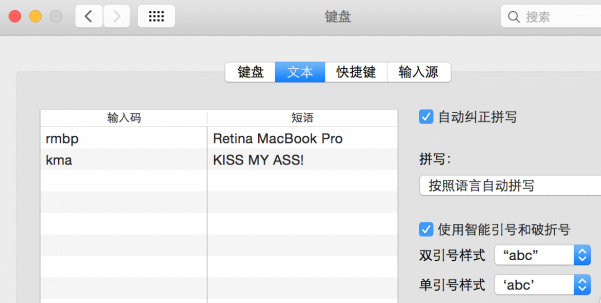 键盘
搜索
键盘 文本 快捷键 输入源
输入码 短语
rmbp Retina MacBook Pro
kma KISS MY ASS!
自动纠正拼写
拼写：
按照语言自动拼写
使用智能引号和破折号
双引号样式 “abc”
单引号样式 ‘abc’